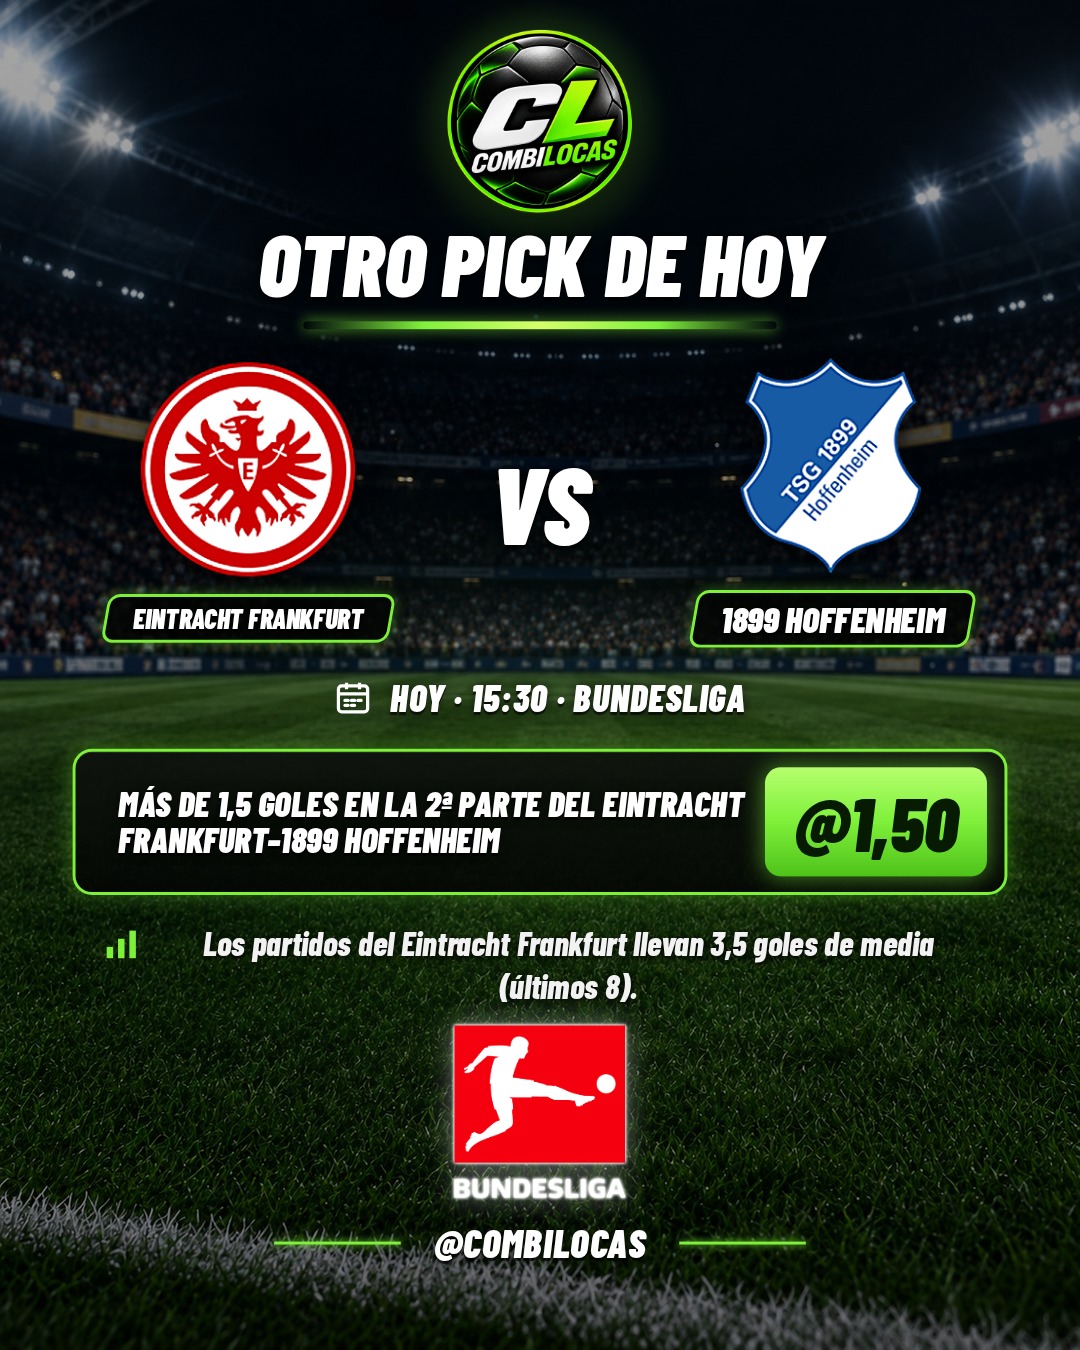 CL
COMBILOCAS
OTRO PICK DE HOY
E
TSG 1899
Hoffenheim
VS
EINTRACHT FRANKFURT
1899 HOFFENHEIM
HOY · 15:30 · BUNDESLIGA
MÁS DE 1,5 GOLES EN LA 2ª PARTE DEL EINTRACHT
FRANKFURT-1899 HOFFENHEIM
@1,50
Los partidos del Eintracht Frankfurt llevan 3,5 goles de media
(últimos 8).
BUNDESLIGA
@COMBILOCAS